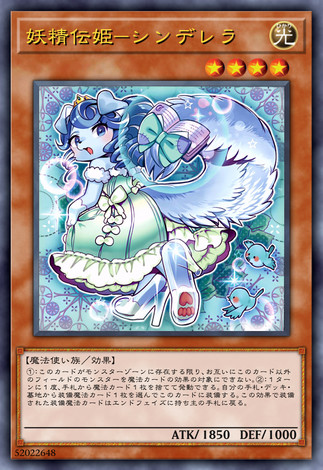 妖精伝姫－シンデレラ
光
【魔法使い族／効果】
①：このカードがモンスターゾーンに存在する限り、お互いにこのカード以
外のフィールドのモンスターを魔法カードの効果の対象にできない。②：1ター
ンに1度、手札から魔法カード1枚を捨てて発動できる。自分の手札・デッキ・
墓地から装備魔法カード1枚を選んでこのカードに装備する。この効果で装備
された装備魔法カードはエンドフェイズに持ち主の手札に戻る。
ATK/ 1850 DEF/1000
52022648